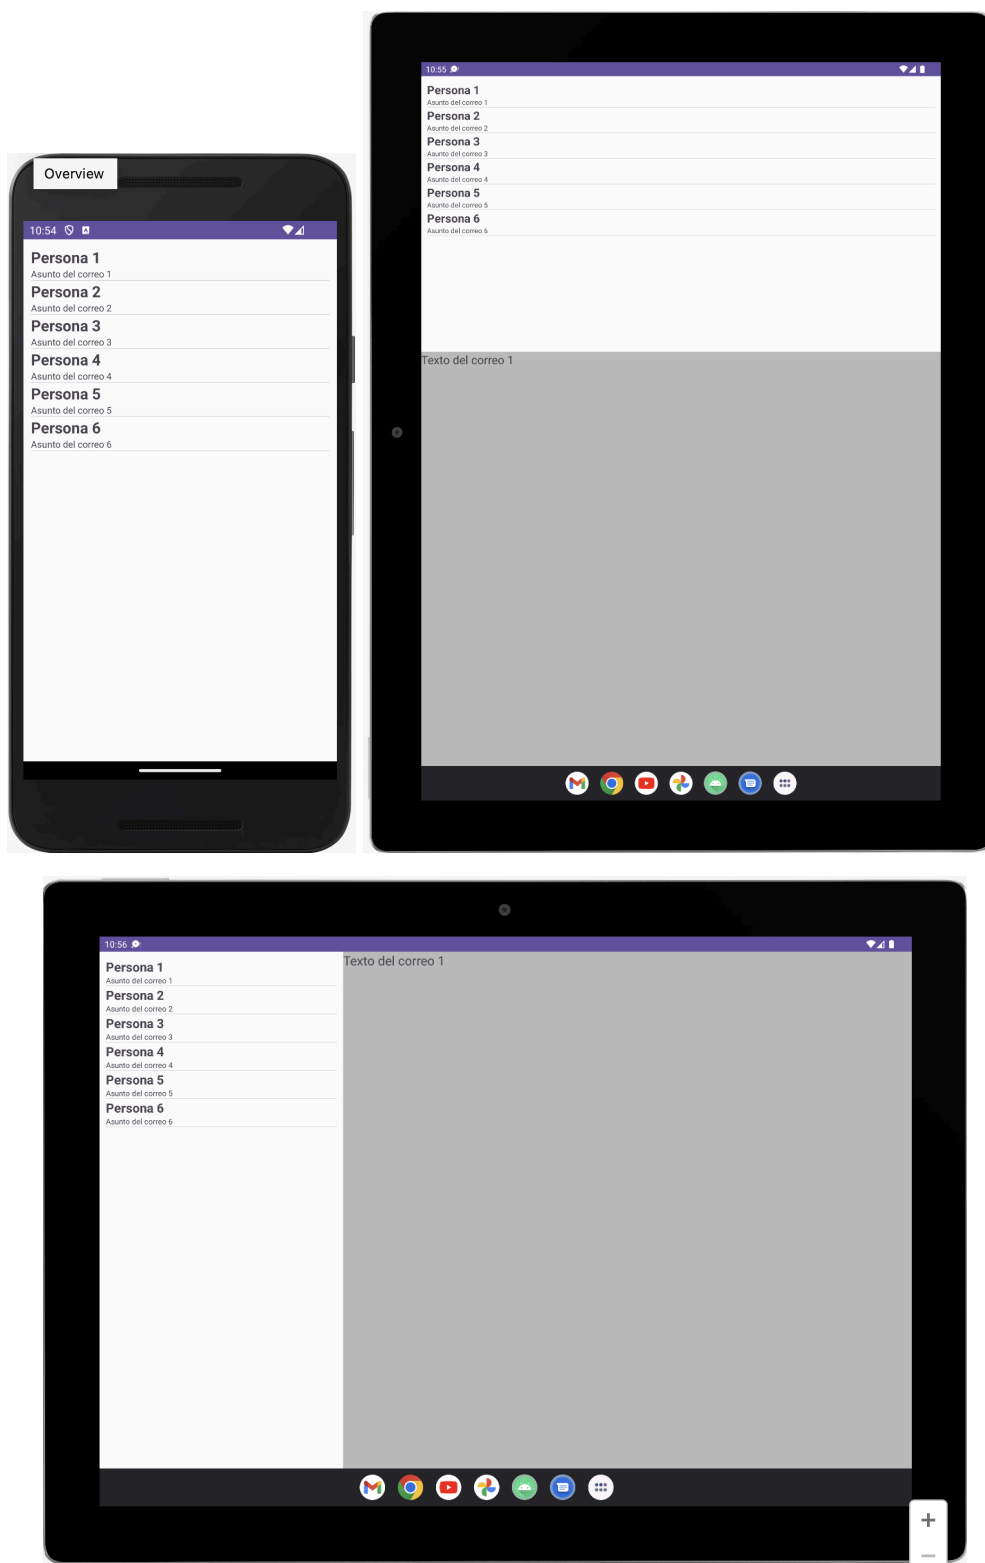 Overview
10:54
Persona 1
Asunto del correo 1
Persona 2
Asunto del correo 2
Persona 3
Asunto del correo 3
Persona 4
Asunto del correo 4
Persona 5
Asunto del correo 5
Persona 6
Asunto del correo 6
10:55
Persona 1
Asunto del correo 1
Persona 2
Asunto del correo 2
Persona 3
Asunto del correo 3
Persona 4
Asunto del correo 4
Persona 5
Asunto del correo 5
Persona 6
Asunto del correo 6
Texto del correo 1
10:56
Persona 1
Asunto del correo 1
Persona 2
Asunto del correo 2
Persona 3
Asunto del correo 3
Persona 4
Asunto del correo 4
Persona 5
Asunto del correo 5
Persona 6
Asunto del correo 6
Texto del correo 1